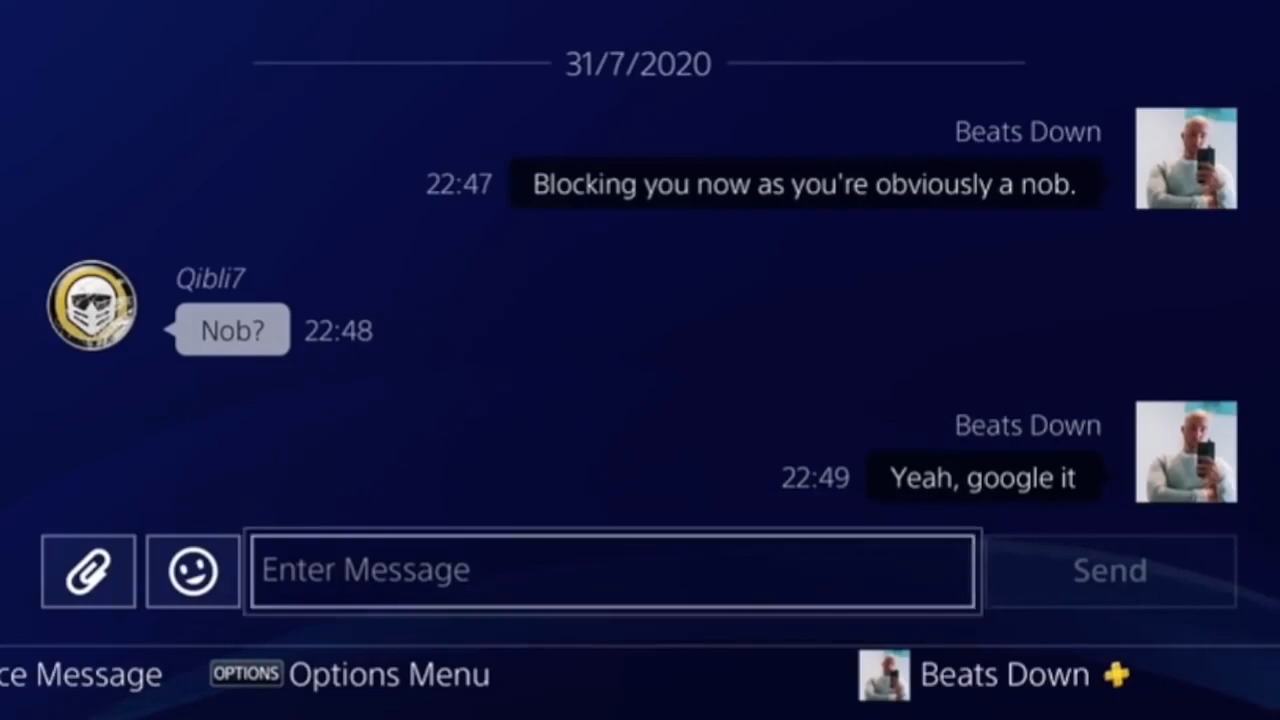 31/7/2020
Beats Down
22:47 Blocking you now as you're obviously a nob.
Qibli7
Nob? 22:48
Beats Down
22:49 Yeah, google it
Enter Message Send
ce Message OPTIONS Options Menu Beats Down